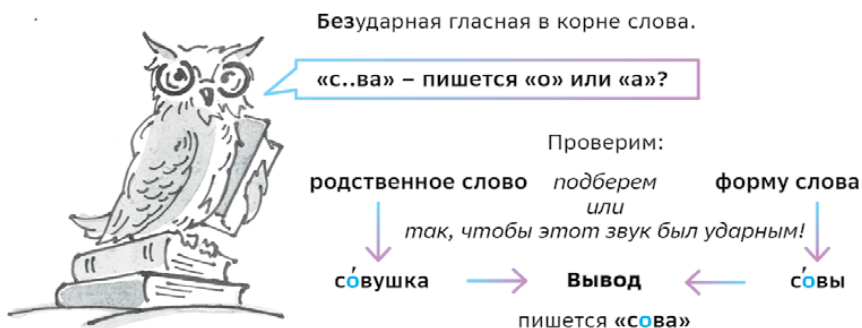 Безударная гласная в корне слова.
«с..ва» – пишется «о» или «а»?
Проверим:
родственное слово подберем форму слова
или
так, чтобы этот звук был ударным!
со́вушка Вывод со́вы
пишется «сова»